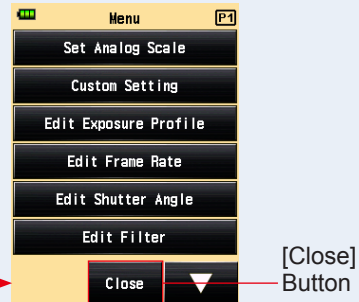 Menu P1
Set Analog Scale
Custom Setting
Edit Exposure Profile
Edit Frame Rate
Edit Shutter Angle
Edit Filter
Close
[Close]
Button